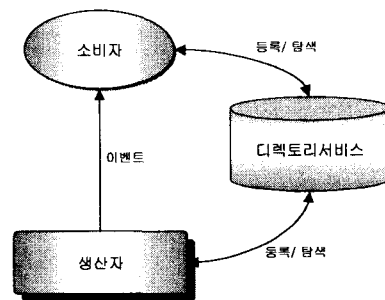 소비자
등록/ 탐색
디렉토리서비스
이벤트
등록/ 탐색
생산자